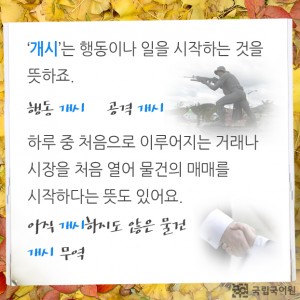 ‘개시’는 행동이나 일을 시작하는 것을
뜻하죠.
행동 개시 공격 개시
하루 중 처음으로 이루어지는 거래나
시장을 처음 열어 물건의 매매를
시작하다는 뜻도 있어요.
아직 개시하지도 않은 물건
개시 무역
국립국어원